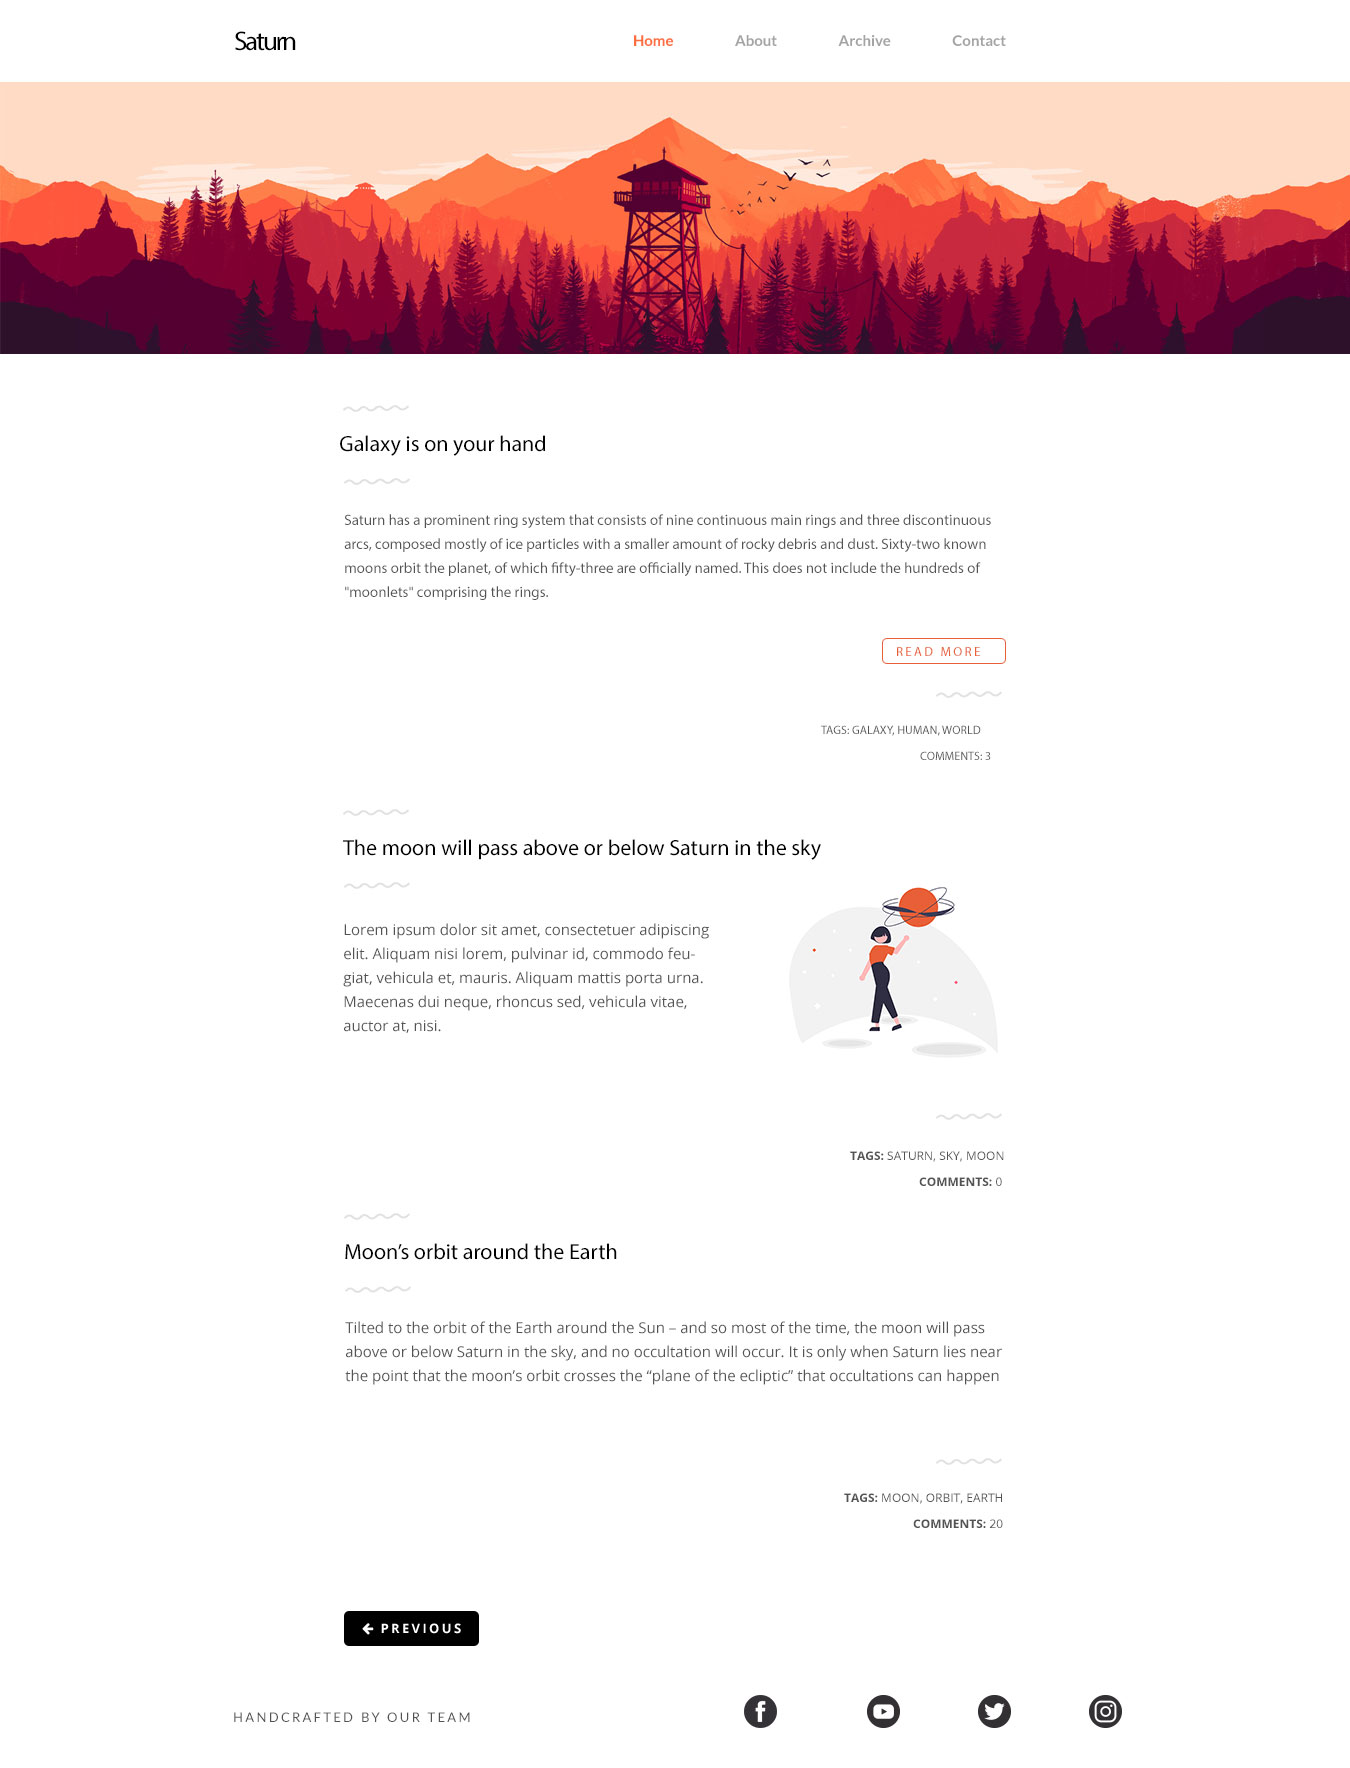 Saturn
Home
About
Archive
Contact
Galaxy is on your hand
Saturn has a prominent ring system that consists of nine continuous main rings and three discontinuous
arcs, composed mostly of ice particles with a smaller amount of rocky debris and dust. Sixty-two known
moons orbit the planet, of which fifty-three are officially named. This does not include the hundreds of
"moonlets" comprising the rings.
READ MORE
TAGS: GALAXY, HUMAN, WORLD
COMMENTS: 3
The moon will pass above or below Saturn in the sky
Lorem ipsum dolor sit amet, consectetuer adipiscing
elit. Aliquam nisi lorem, pulvinar id, commodo feu-
giat, vehicula et, mauris. Aliquam mattis porta urna.
Maecenas dui neque, rhoncus sed, vehicula vitae,
auctor at, nisi.
TAGS: SATURN, SKY, MOON
COMMENTS: 0
Moon’s orbit around the Earth
Tilted to the orbit of the Earth around the Sun – and so most of the time, the moon will pass
above or below Saturn in the sky, and no occultation will occur. It is only when Saturn lies near
the point that the moon’s orbit crosses the “plane of the ecliptic” that occultations can happen
TAGS: MOON, ORBIT, EARTH
COMMENTS: 20
PREVIOUS
HANDCRAFTED BY OUR TEAM